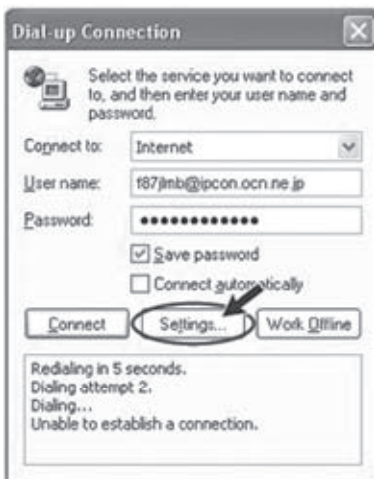 Dial-up Connection
Select the service you want to connect
to, and then enter your user name and
password.
Connect to:
Internet
User name:
f87jlmb@ipcon.ocn.ne.jp
Password:
••••••••••••
Save password
Connect automatically
Connect
Settings...
Work Offline
Redialing in 5 seconds.
Dialing attempt 2.
Dialing...
Unable to establish a connection.